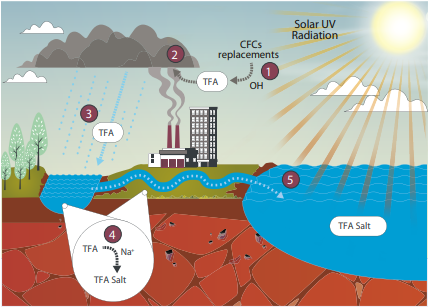 Solar UV
Radiation
CFCs
replacements
1
OH
2
TFA
3
TFA
4
TFA
Na+
TFA Salt
5
TFA Salt